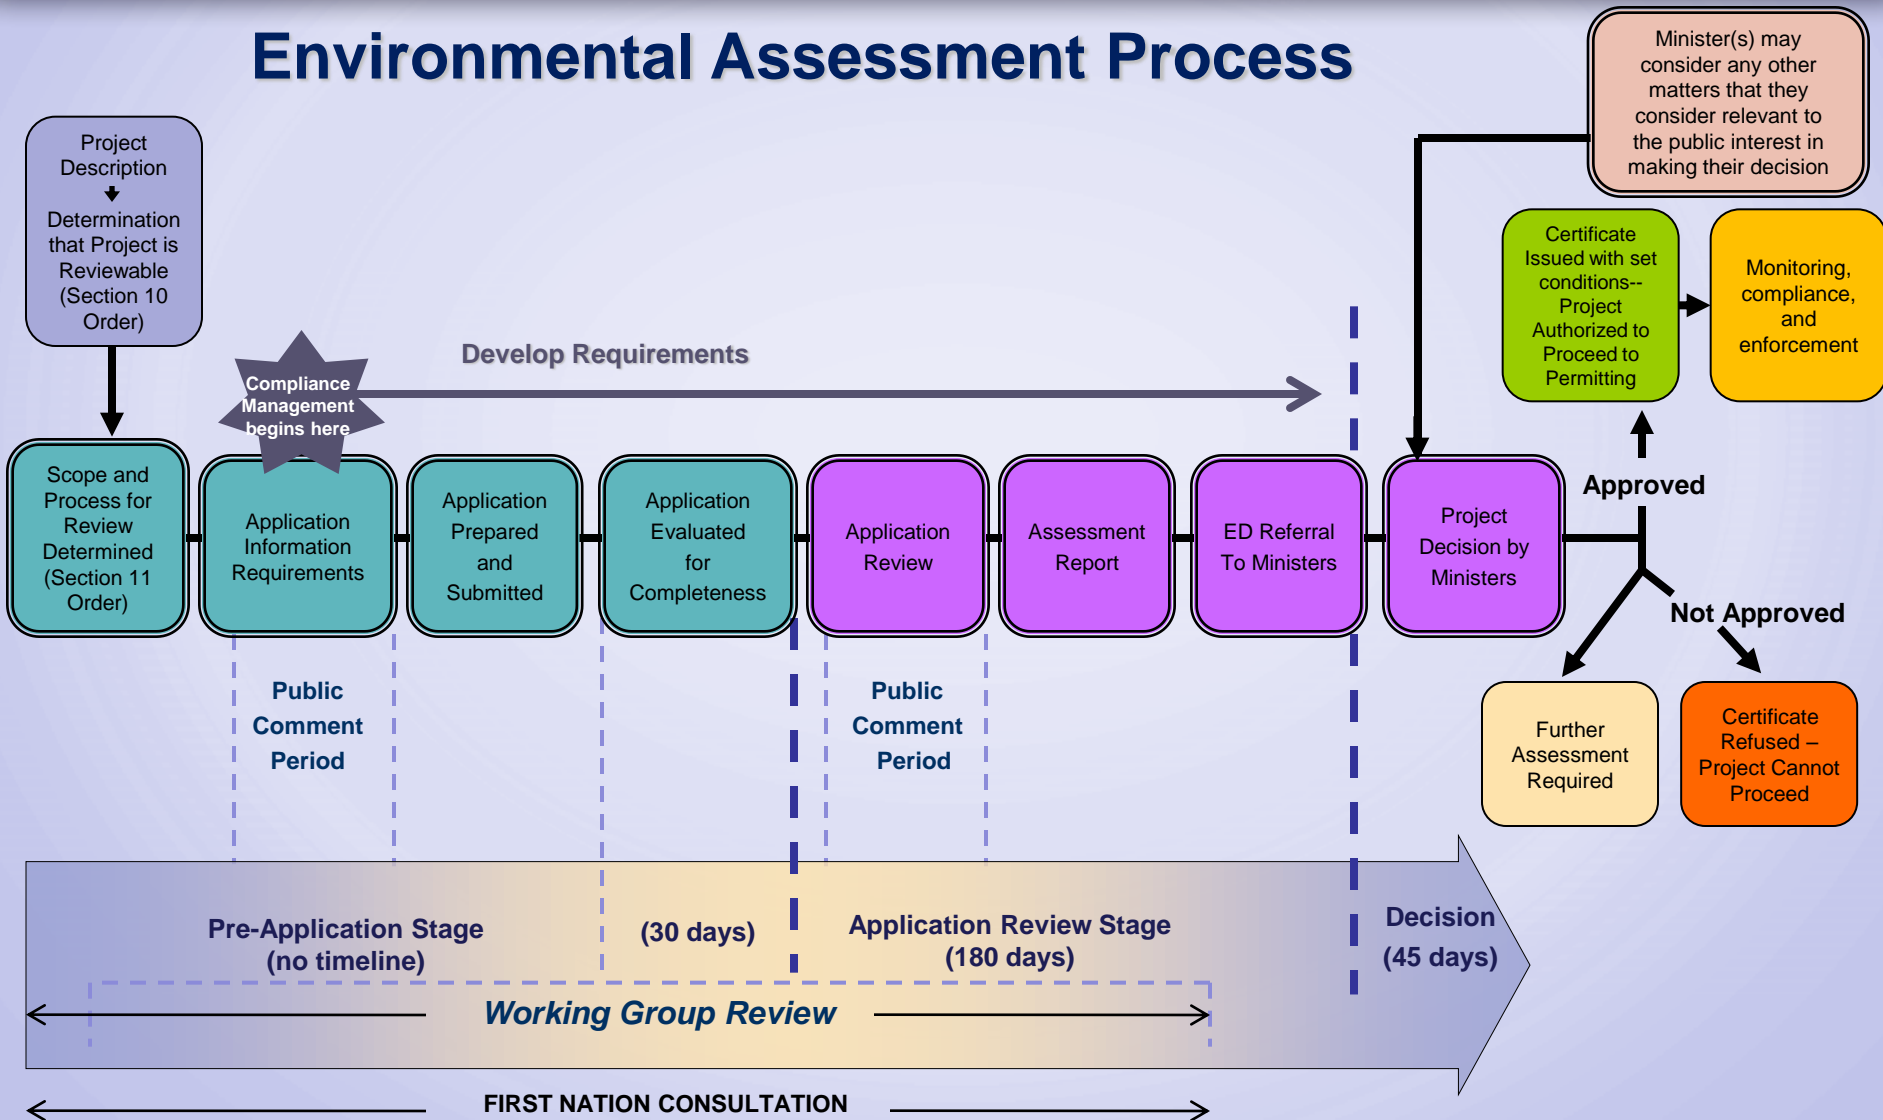 Environmental Assessment Process
Minister(s) may
consider any other
matters that they
consider relevant to
the public interest in
making their decision
Project
Description
Determination
that Project is
Reviewable
(Section 10
Order)
Certificate
Issued with set
conditions--
Project
Authorized to
Proceed to
Permitting
Monitoring,
compliance,
and
enforcement
Develop Requirements
Compliance
Management
begins here
Scope and
Process for
Review
Determined
(Section 11
Order)
Application
Information
Requirements
Application
Prepared
and
Submitted
Application
Evaluated
for
Completeness
Application
Review
Assessment
Report
ED Referral
To Ministers
Project
Decision by
Ministers
Approved
Not Approved
Public
Comment
Period
Public
Comment
Period
Further
Assessment
Required
Certificate
Refused –
Project Cannot
Proceed
Pre-Application Stage
(no timeline)
(30 days)
Application Review Stage
(180 days)
Decision
(45 days)
Working Group Review
FIRST NATION CONSULTATION